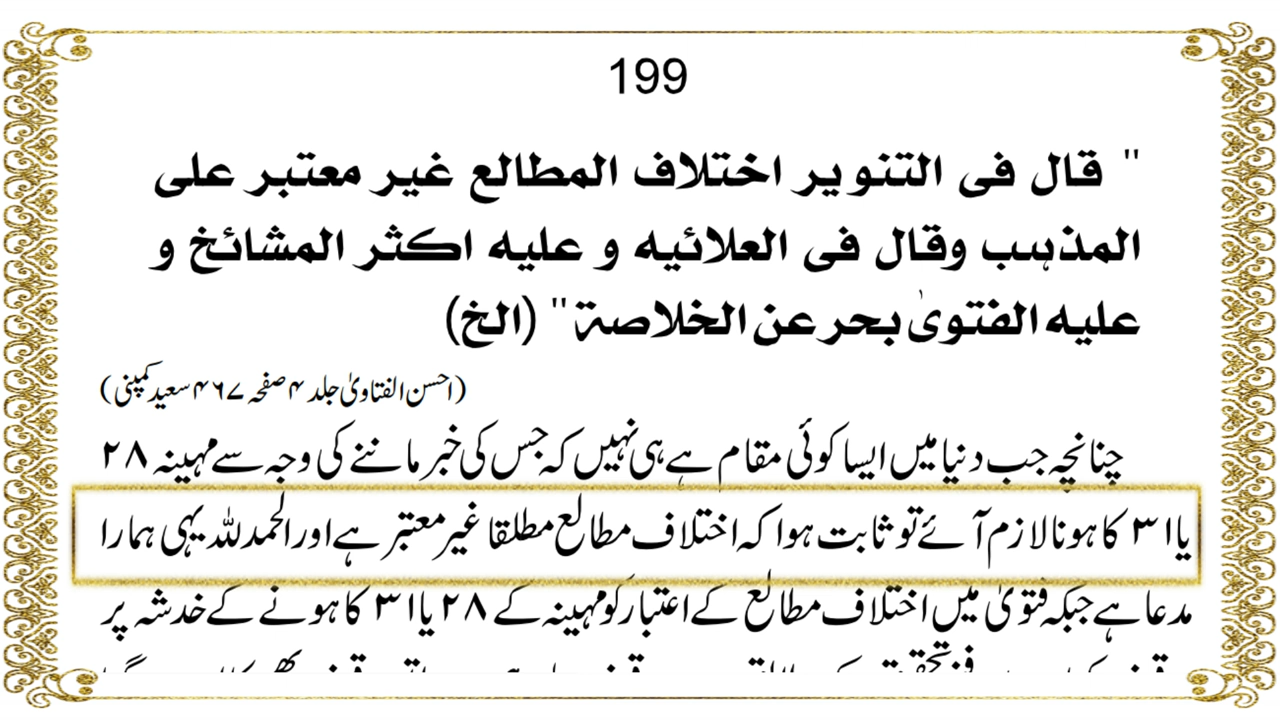 199
" قال فی التنویر اختلاف المطالع غیر معتبر علی
المذہب وقال فی العلائیه و علیه اکثر المشائخ و
علیه الفتویٰ بحر عن الخلاصۃ " (الخ)
(احسن الفتاویٰ جلد ۴ صفحہ ۴۶۷ سعید کمپنی)
چنانچہ جب دنیا میں ایسا کوئی مقام ہے ہی نہیں کہ جس کی خبر ماننے کی وجہ سے مہینہ ۲۸
یا ۳۱ کا ہونا لازم آئے تو ثابت ہوا کہ اختلاف مطالع مطلقا غیر معتبر ہے اور الحمدللہ یہی ہمارا
مدعا ہے جبکہ فتویٰ میں اختلاف مطالع کے اعتبار کو مہینہ کے ۲۸ یا ۳۱ کا ہونے کے خدشہ پر